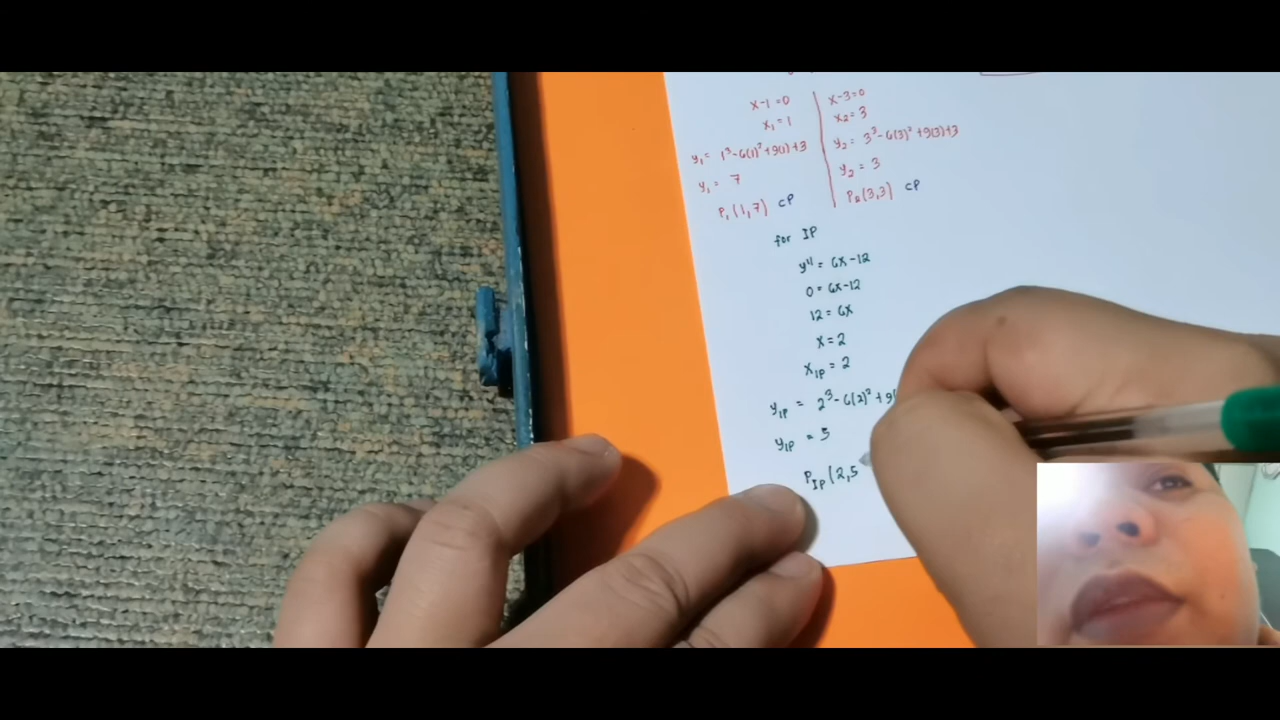 x-1=0
x₁=1
y₁= 1³-6(1)²+9(1)+3
y₁= 7
P₁(1,7) CP
x-3=0
x₂=3
y₂= 3³-6(3)²+9(3)+3
y₂=3
P₂(3,3) CP
for IP
y"= 6x-12
0= 6x-12
12=6x
x=2
x_IP=2
y_IP = 2³-6(2)²+9(
y_IP = 5
P_IP(2,5